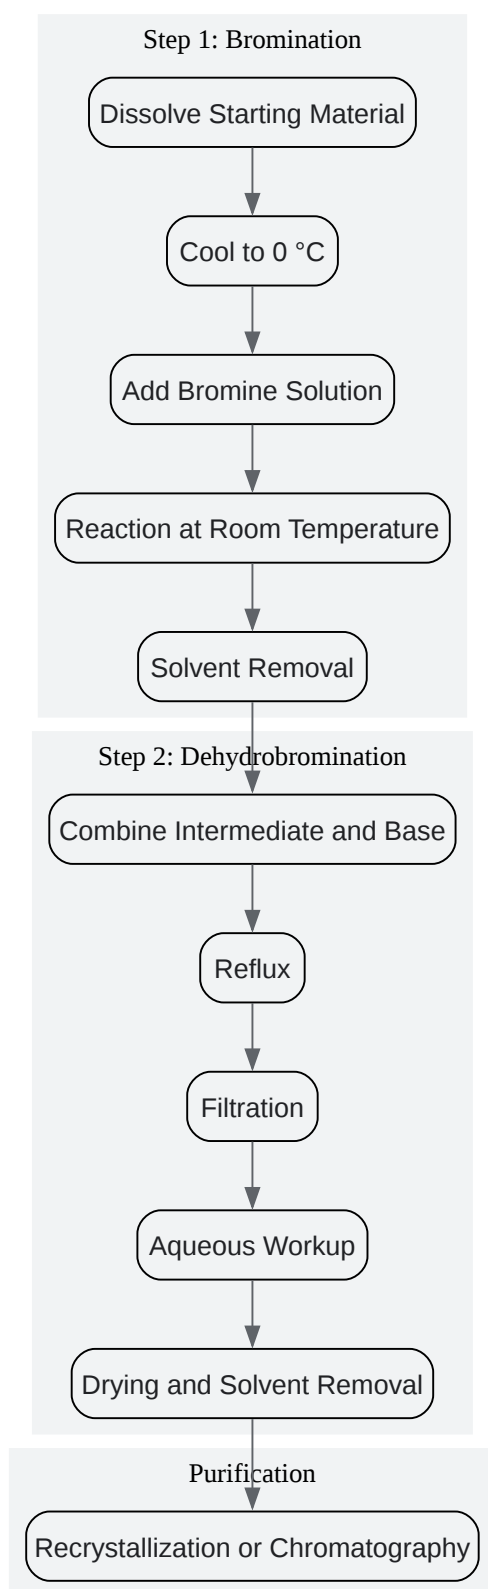 Step 1: Bromination
Dissolve Starting Material
Cool to 0 °C
Add Bromine Solution
Reaction at Room Temperature
Solvent Removal
Step 2: Dehydrobromination
Combine Intermediate and Base
Reflux
Filtration
Aqueous Workup
Drying and Solvent Removal
Purification
Recrystallization or Chromatography